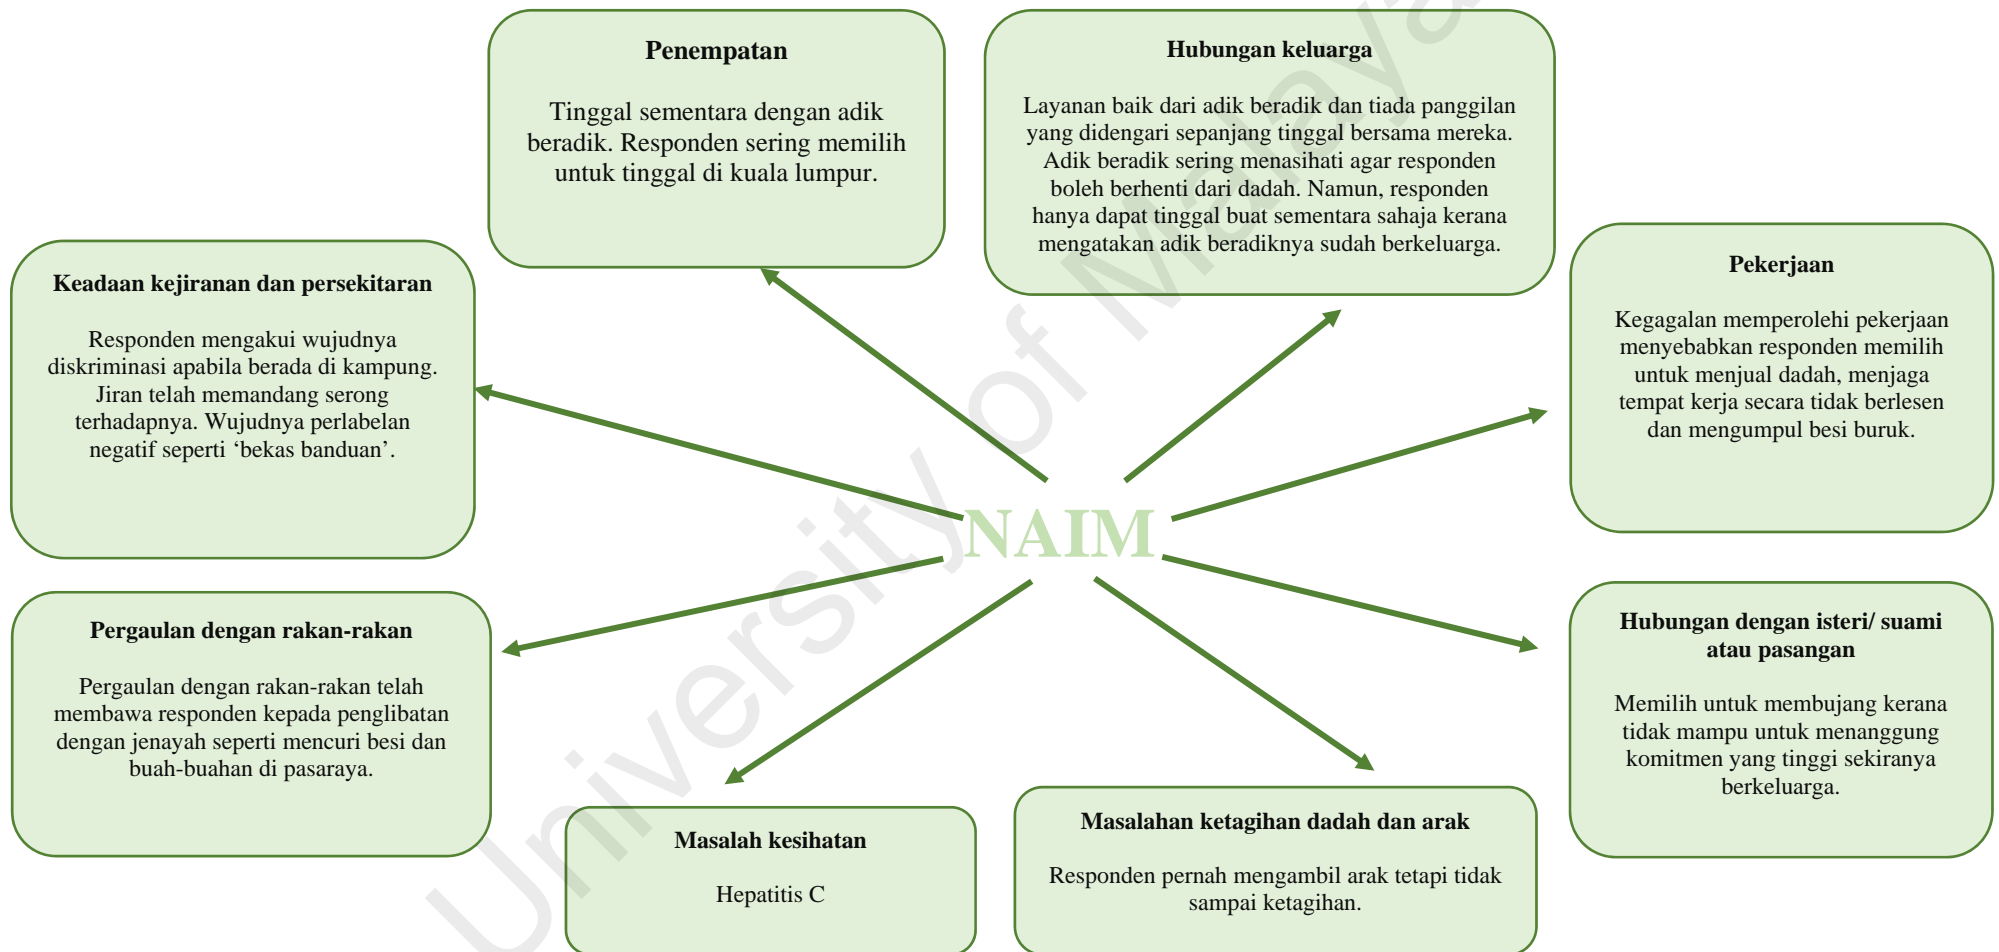 Penempatan
Tinggal sementara dengan adik
beradik. Responden sering memilih
untuk tinggal di kuala lumpur.
Hubungan keluarga
Layanan baik dari adik beradik dan tiada panggilan
yang didengari sepanjang tinggal bersama mereka.
Adik beradik sering menasihati agar responden
boleh berhenti dari dadah. Namun, responden
hanya dapat tinggal buat sementara sahaja kerana
mengatakan adik beradiknya sudah berkeluarga.
Keadaan kejiranan dan persekitaran
Responden mengakui wujudnya
diskriminasi apabila berada di kampung.
Jiran telah memandang serong
terhadapnya. Wujudnya perlabelan
negatif seperti ‘bekas banduan’.
Pekerjaan
Kegagalan memperolehi pekerjaan
menyebabkan responden memilih
untuk menjual dadah, menjaga
tempat kerja secara tidak berlesen
dan mengumpul besi buruk.
NAIM
Pergaulan dengan rakan-rakan
Pergaulan dengan rakan-rakan telah
membawa responden kepada penglibatan
dengan jenayah seperti mencuri besi dan
buah-buahan di pasaraya.
Hubungan dengan isteri/ suami
atau pasangan
Memilih untuk membujang kerana
tidak mampu untuk menanggung
komitmen yang tinggi sekiranya
berkeluarga.
Masalah kesihatan
Hepatitis C
Masalahan ketagihan dadah dan arak
Responden pernah mengambil arak tetapi tidak
sampai ketagihan.
University of Malaya